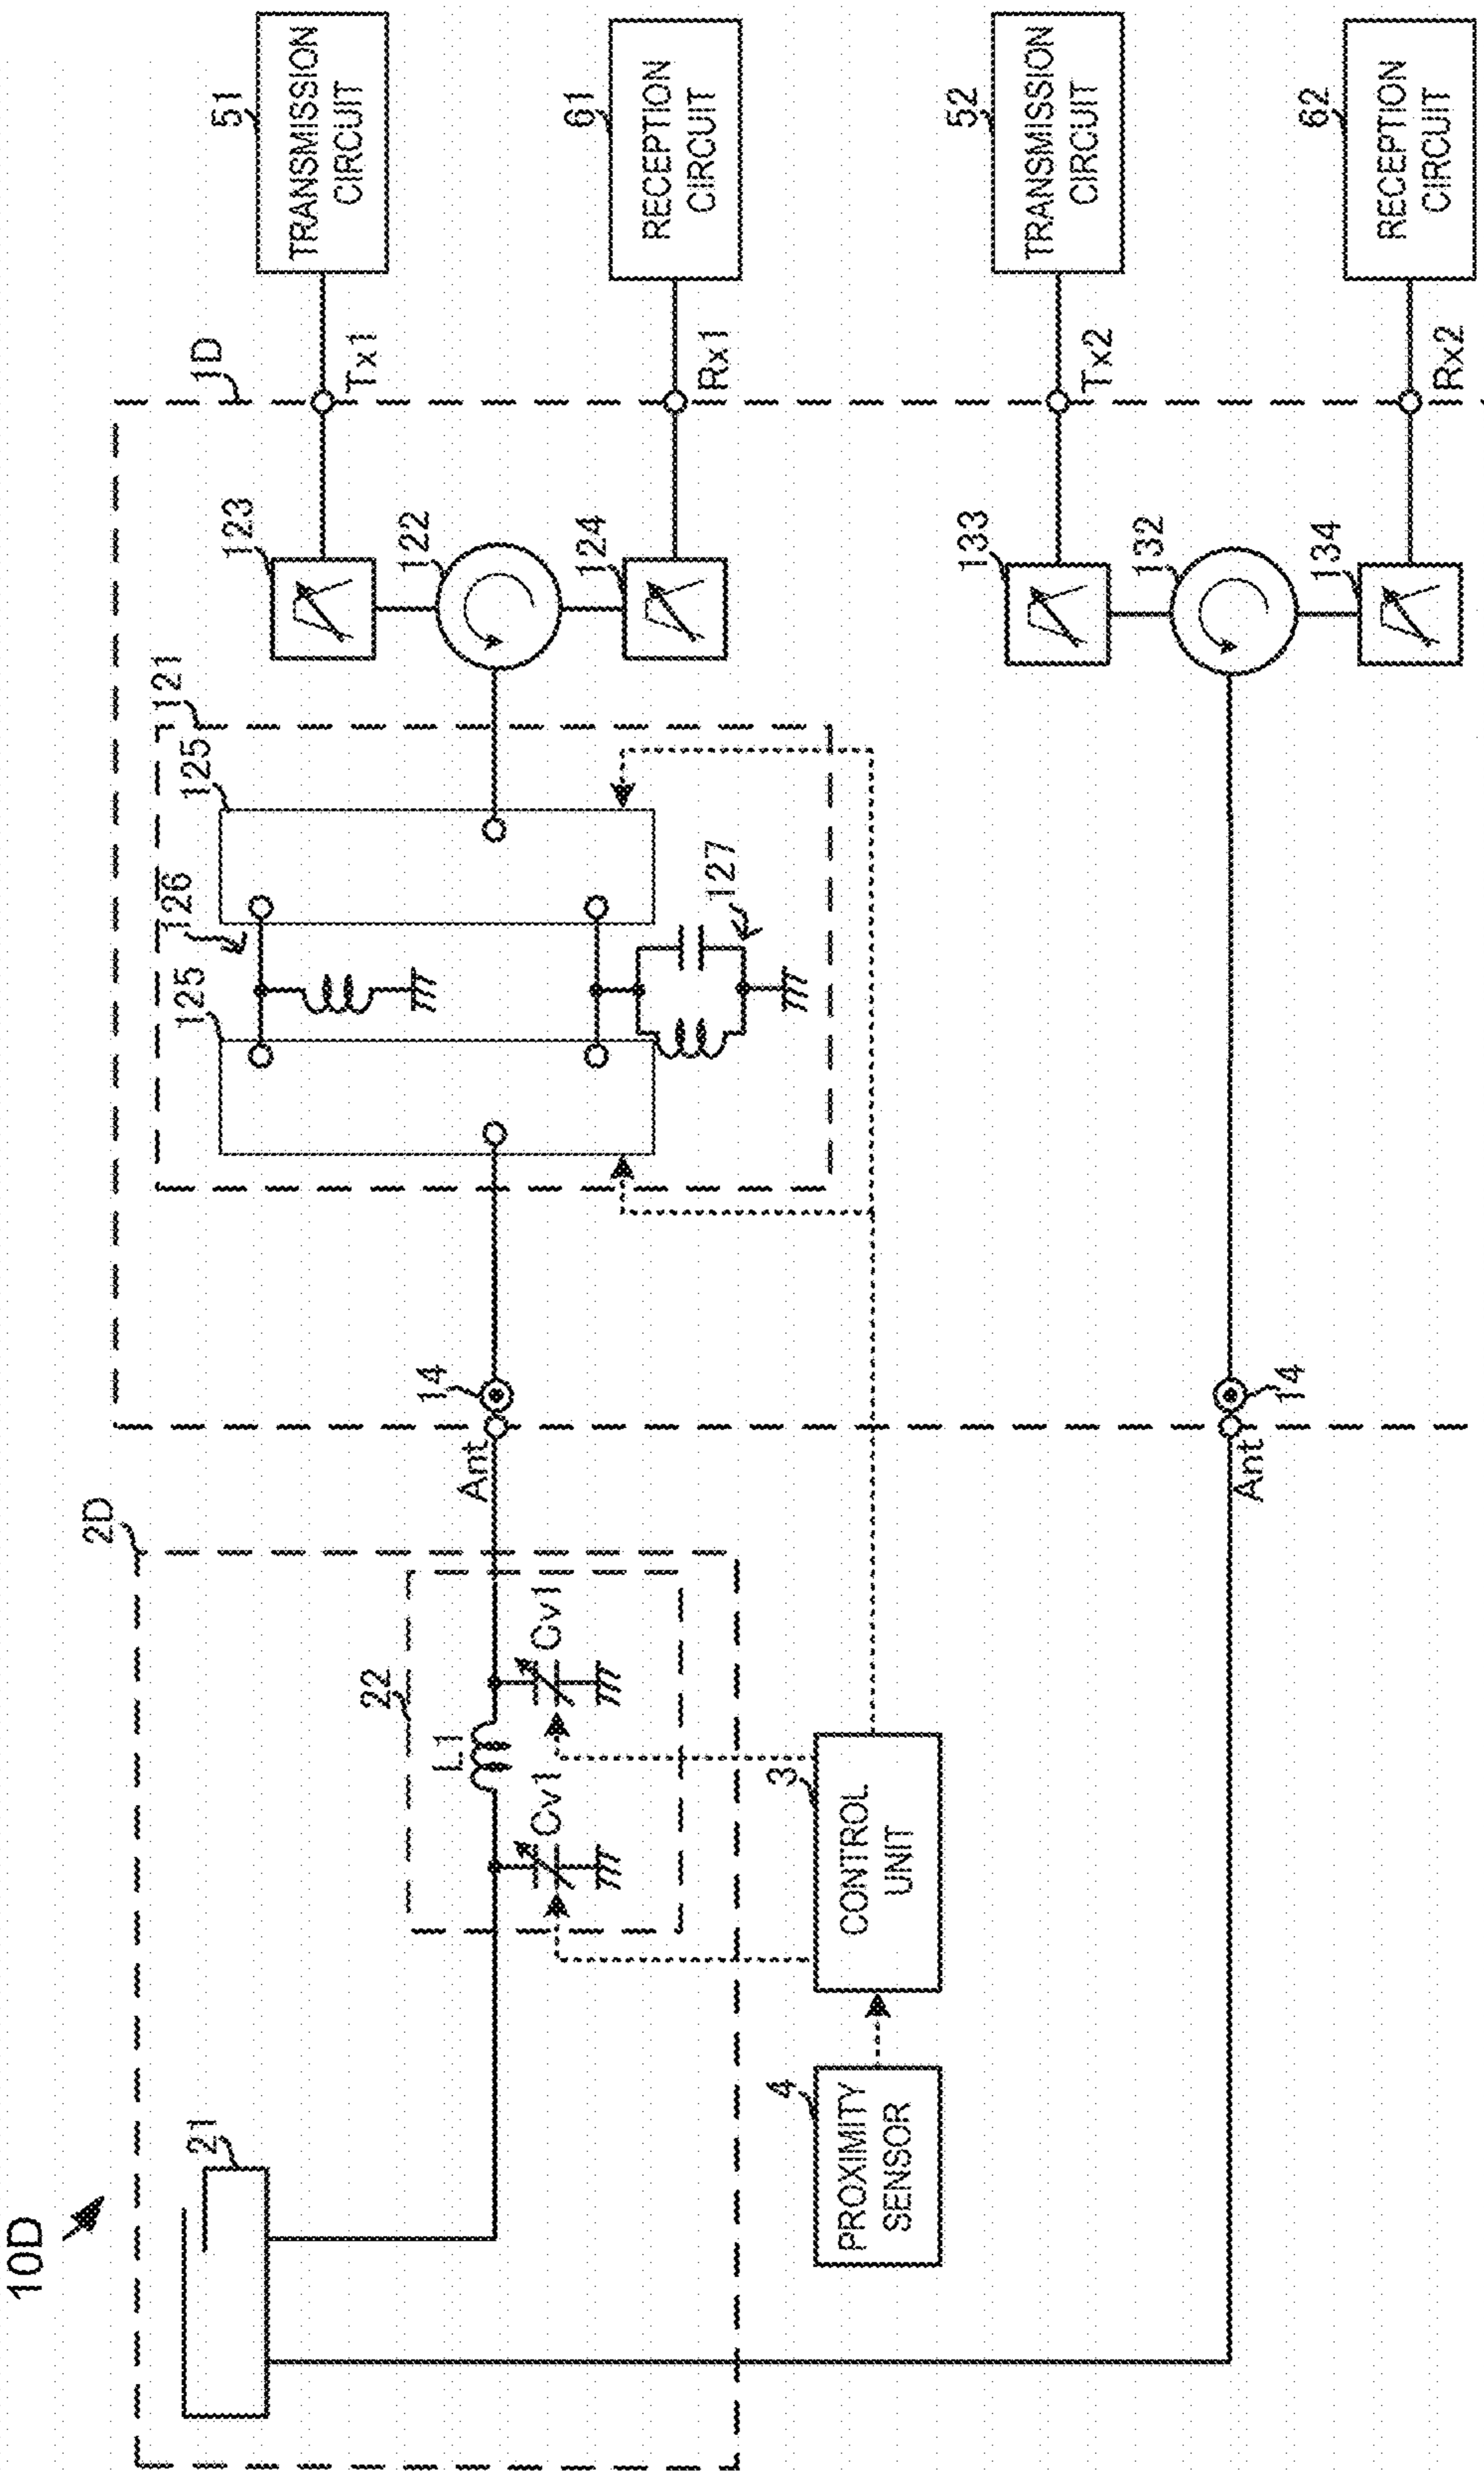 10D
2D
1D
21
22
L1
Cv1
Cv1
Ant
14
121
125
126
125
127
122
123
124
Tx1
Rx1
51
TRANSMISSION
CIRCUIT
61
RECEPTION
CIRCUIT
4
PROXIMITY
SENSOR
3
CONTROL
UNIT
Ant
14
132
133
134
Tx2
Rx2
52
TRANSMISSION
CIRCUIT
62
RECEPTION
CIRCUIT